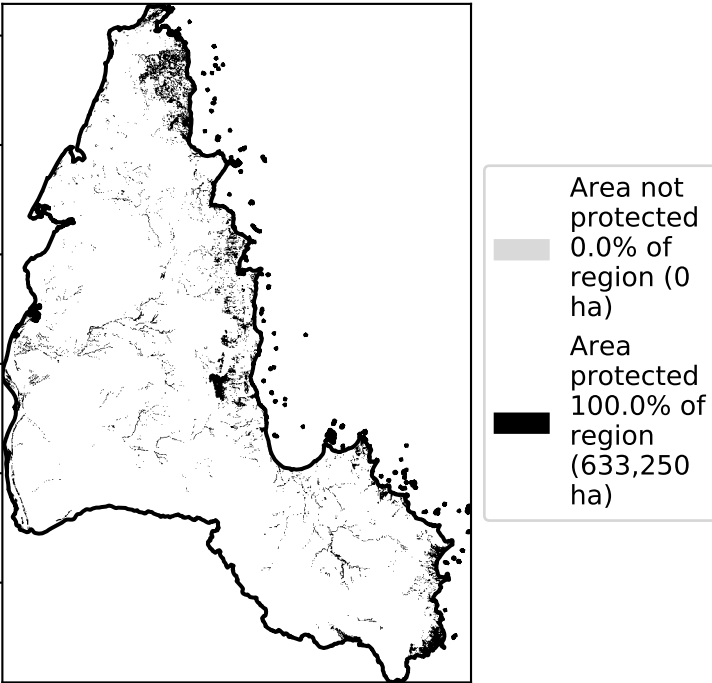 Area not
protected
0.0% of
region (0
ha)
Area
protected
100.0% of
region
(633,250
ha)